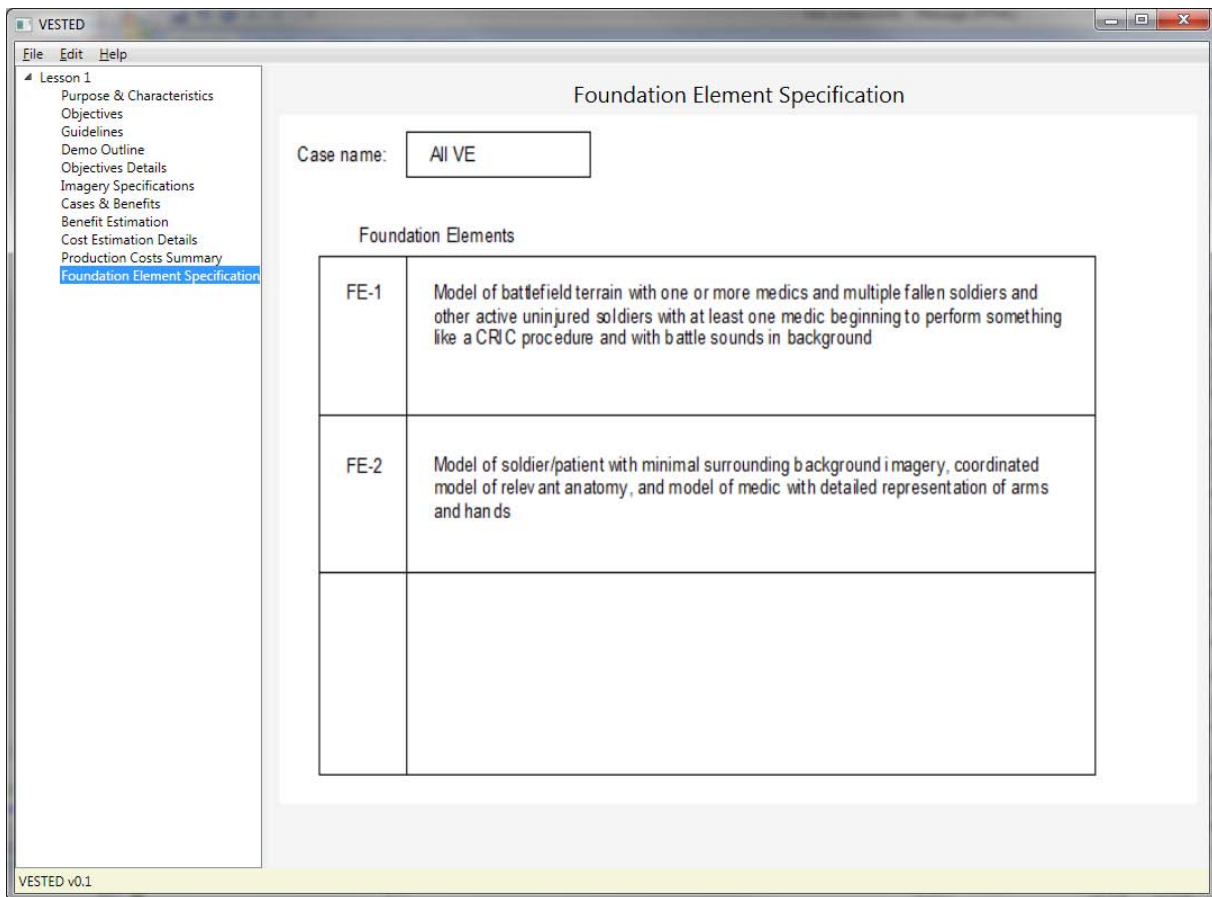 VESTED
File Edit Help
Lesson 1
Purpose & Characteristics
Objectives
Guidelines
Demo Outline
Objectives Details
Imagery Specifications
Cases & Benefits
Benefit Estimation
Cost Estimation Details
Production Costs Summary
Foundation Element Specification
Foundation Element Specification
Case name: All VE
Foundation Elements
FE-1 Model of battlefield terrain with one or more medics and multiple fallen soldiers and
other active uninjured soldiers with at least one medic beginning to perform something
like a CRIC procedure and with battle sounds in background
FE-2 Model of soldier/patient with minimal surrounding background imagery, coordinated
model of relevant anatomy, and model of medic with detailed representation of arms
and hands
VESTED v0.1